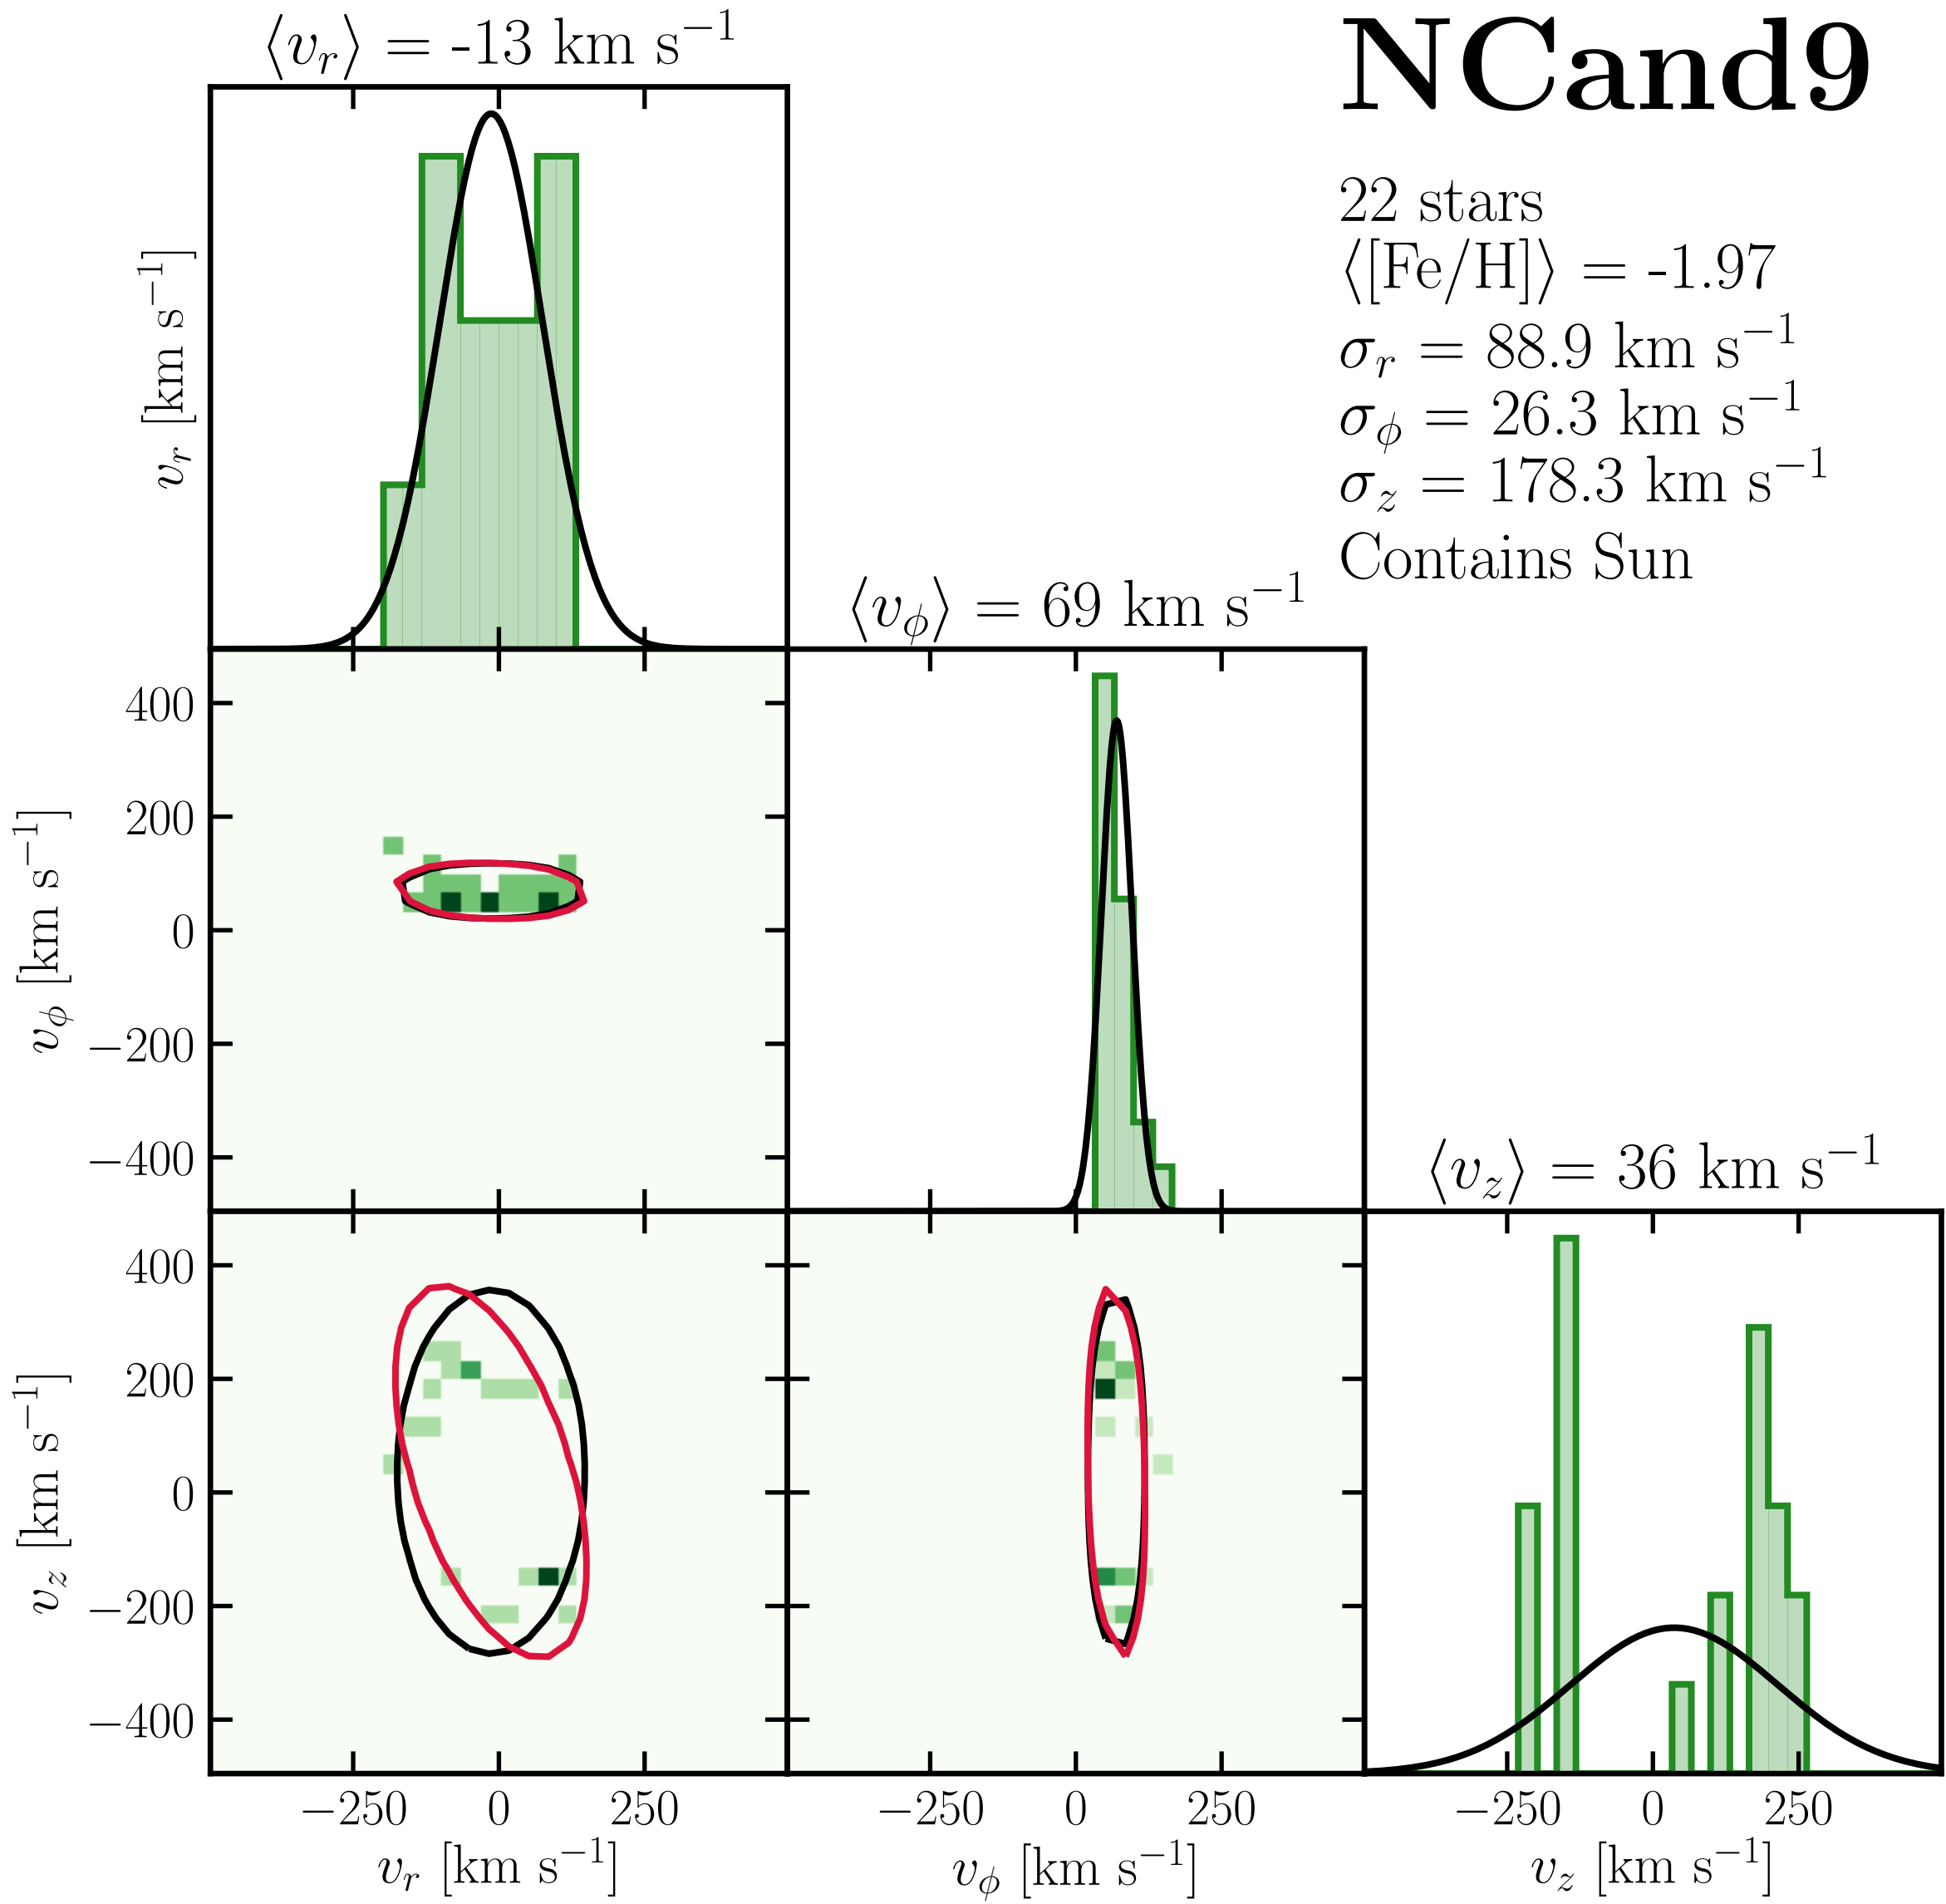 ⟨v_r⟩ = -13 km s⁻¹
NCand9
22 stars
⟨[Fe/H]⟩ = -1.97
σ_r = 88.9 km s⁻¹
σ_ϕ = 26.3 km s⁻¹
σ_z = 178.3 km s⁻¹
Contains Sun
v_r [km s⁻¹]
⟨v_ϕ⟩ = 69 km s⁻¹
400
200
0
−200
−400
v_ϕ [km s⁻¹]
⟨v_z⟩ = 36 km s⁻¹
400
200
0
−200
−400
v_z [km s⁻¹]
−250 0 250
−250 0 250
−250 0 250
v_r [km s⁻¹]
v_ϕ [km s⁻¹]
v_z [km s⁻¹]